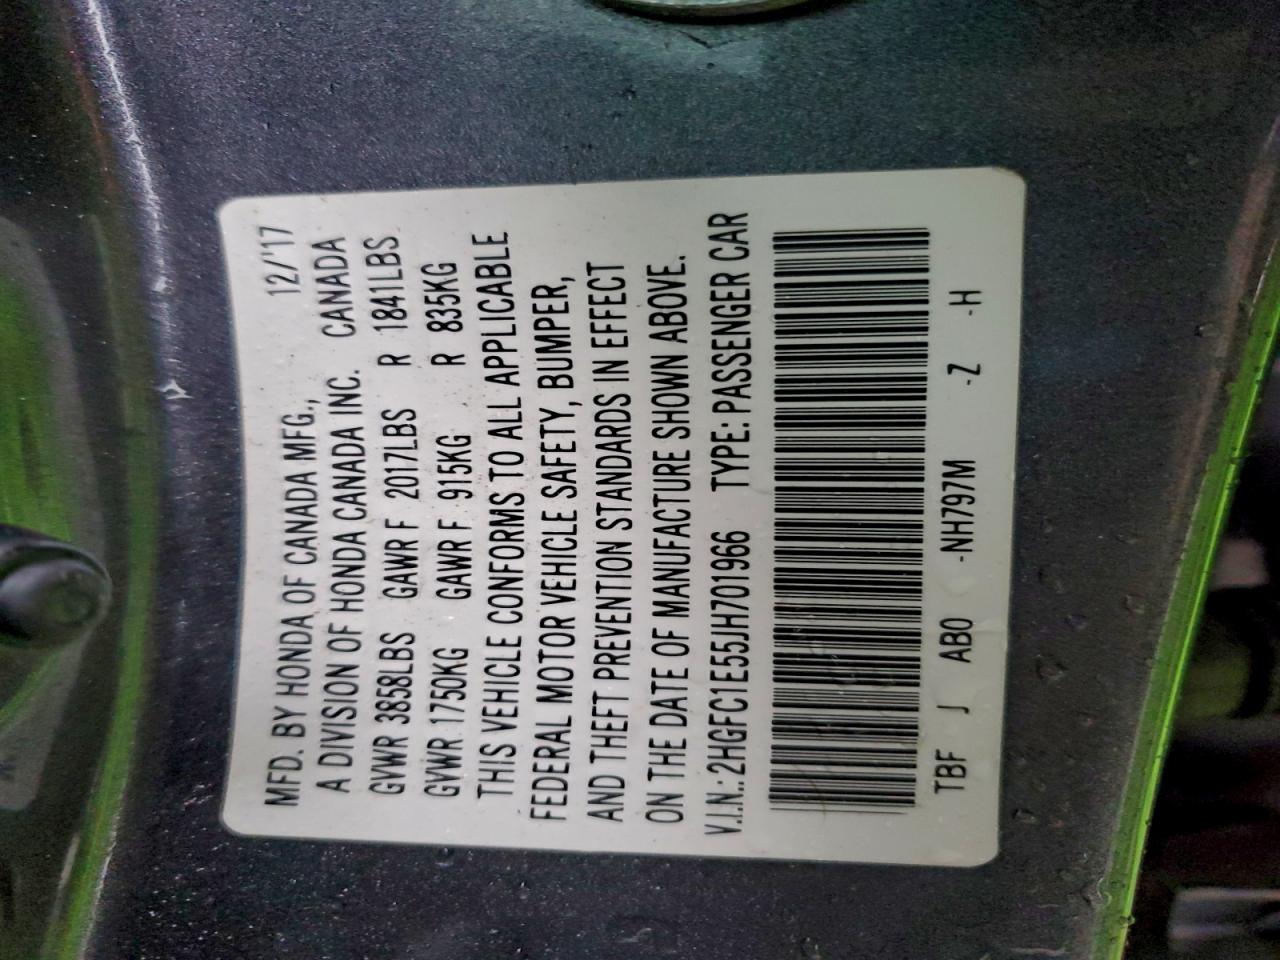 MFD. BY HONDA OF CANADA MFG., 12/'17
A DIVISION OF HONDA CANADA INC. CANADA
GVWR 3858LBS GAWR F 2017LBS R 1841LBS
GVWR 1750KG GAWR F 915KG R 835KG
THIS VEHICLE CONFORMS TO ALL APPLICABLE
FEDERAL MOTOR VEHICLE SAFETY, BUMPER,
AND THEFT PREVENTION STANDARDS IN EFFECT
ON THE DATE OF MANUFACTURE SHOWN ABOVE.
V.I.N.: 2HGFC1E55JH701966 TYPE: PASSENGER CAR
TBF J AB0 -NH797M -Z -H